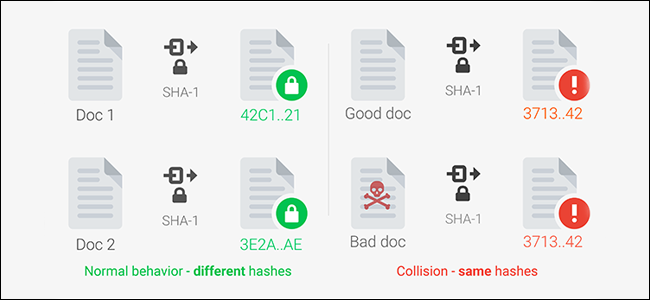 Doc 1
SHA-1
42C1..21
Good doc
SHA-1
3713..42
Doc 2
SHA-1
3E2A..AE
Bad doc
SHA-1
3713..42
Normal behavior - different hashes
Collision - same hashes